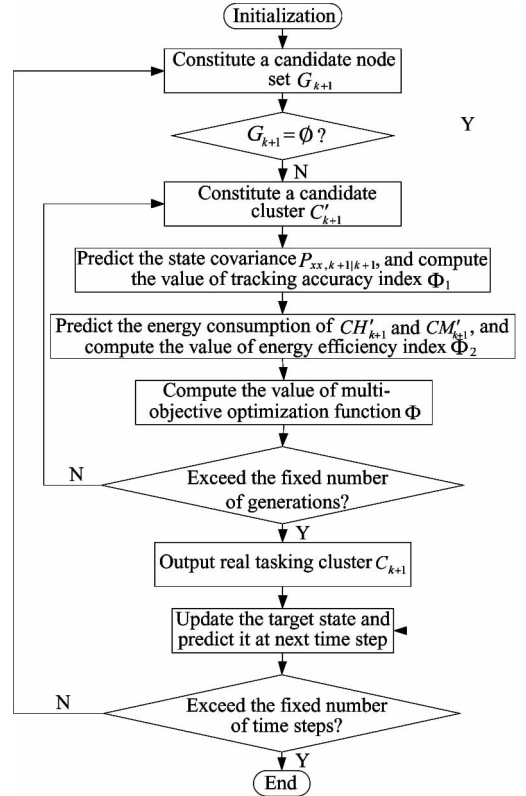 Initialization
Constitute a candidate node
set G_{k+1}
G_{k+1} = ϕ ?
Y
N
Constitute a candidate
cluster C′_{k+1}
Predict the state covariance P_{xx,k+1|k+1}, and compute
the value of tracking accuracy index Φ_1
Predict the energy consumption of CH′_{k+1} and CM′_{k+1}, and
compute the value of energy efficiency index Φ_2
Compute the value of multi-
objective optimization function Φ
N
Exceed the fixed number
of generations?
Y
Output real tasking cluster C_{k+1}
Update the target state and
predict it at next time step
N
Exceed the fixed number
of time steps?
Y
End